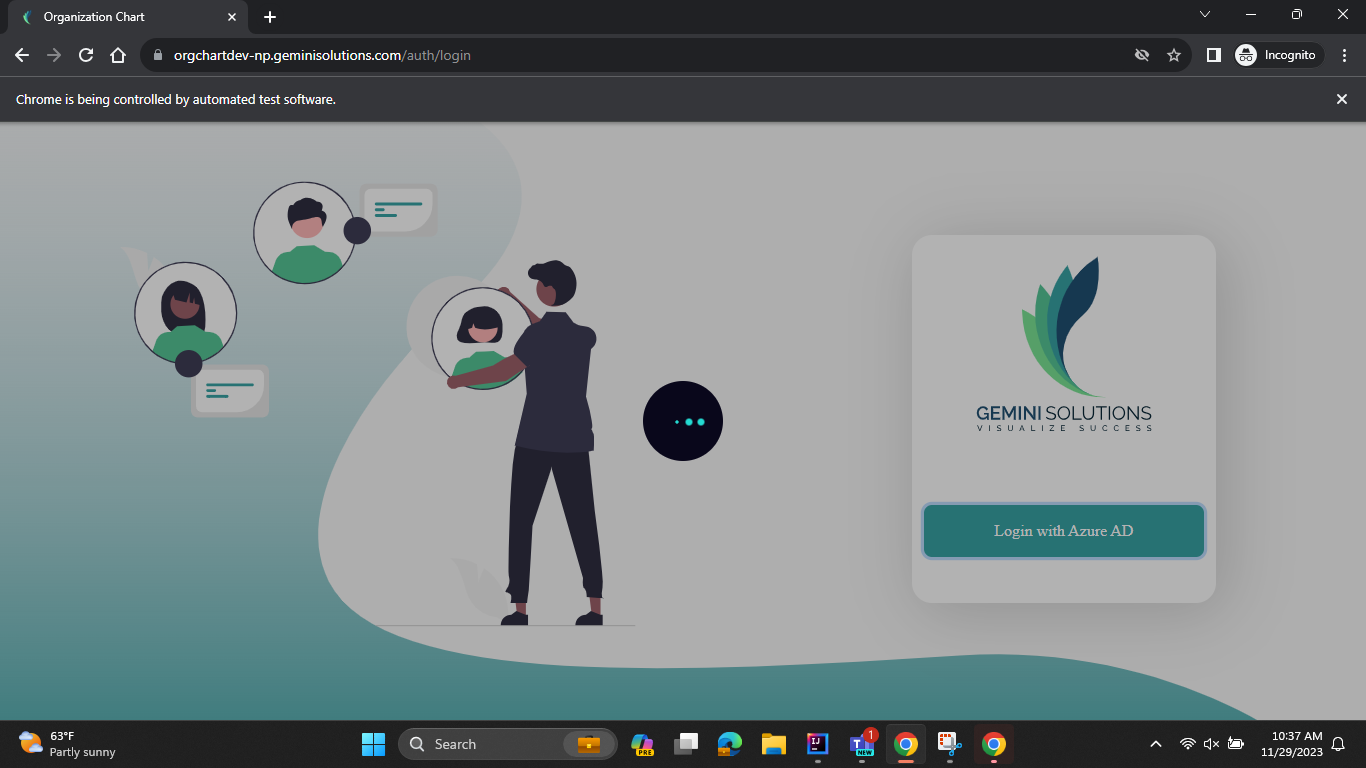 Organization Chart
orgchartdev-np.geminisolutions.com/auth/login
Incognito
Chrome is being controlled by automated test software.
GEMINI SOLUTIONS
VISUALIZE SUCCESS
Login with Azure AD
63°F
Partly sunny
Search
PRE
IJ
T
1
NEW
10:37 AM
11/29/2023